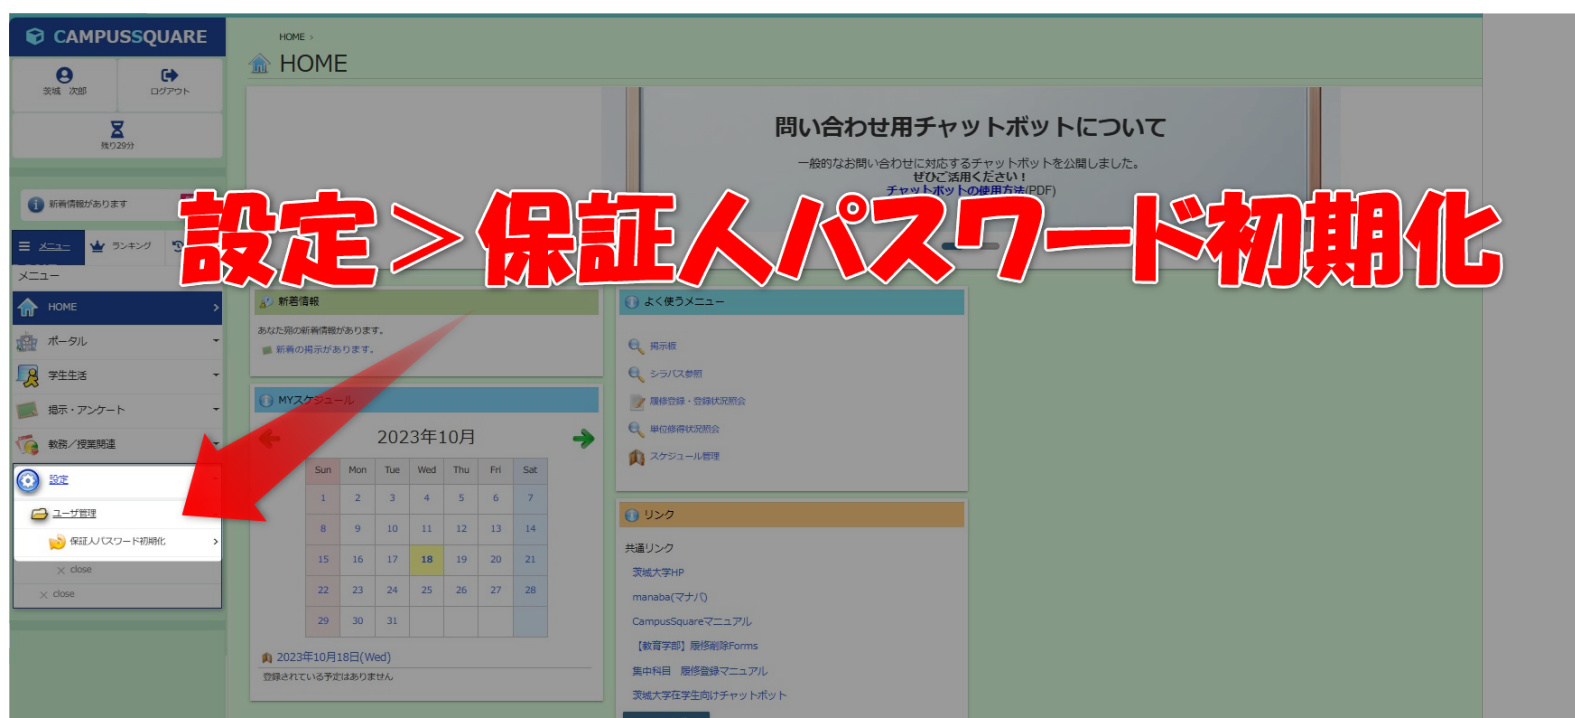 CAMPUSSQUARE
茨城 次郎
ログアウト
残り29分
新着情報があります
メニュー
ランキング
メニュー
HOME
ポータル
学生生活
掲示・アンケート
教務／授業関連
設定
ユーザ管理
保証人パスワード初期化
close
close
HOME >
HOME
問い合わせ用チャットボットについて
一般的なお問い合わせに対応するチャットボットを公開しました。
ぜひご活用ください！
チャットボットの使用方法(PDF)
設定＞保証人パスワード初期化
新着情報
あなた宛の新着情報があります。
新着の掲示があります。
MYスケジュール
2023年10月
Sun Mon Tue Wed Thu Fri Sat
1 2 3 4 5 6 7
8 9 10 11 12 13 14
15 16 17 18 19 20 21
22 23 24 25 26 27 28
29 30 31
2023年10月18日(Wed)
登録されている予定はありません
よく使うメニュー
掲示板
シラバス参照
履修登録・登録状況照会
単位修得状況照会
スケジュール管理
リンク
共通リンク
茨城大学HP
manaba(マナバ)
CampusSquareマニュアル
【教育学部】履修削除Forms
集中科目 履修登録マニュアル
茨城大学在学生向けチャットボット